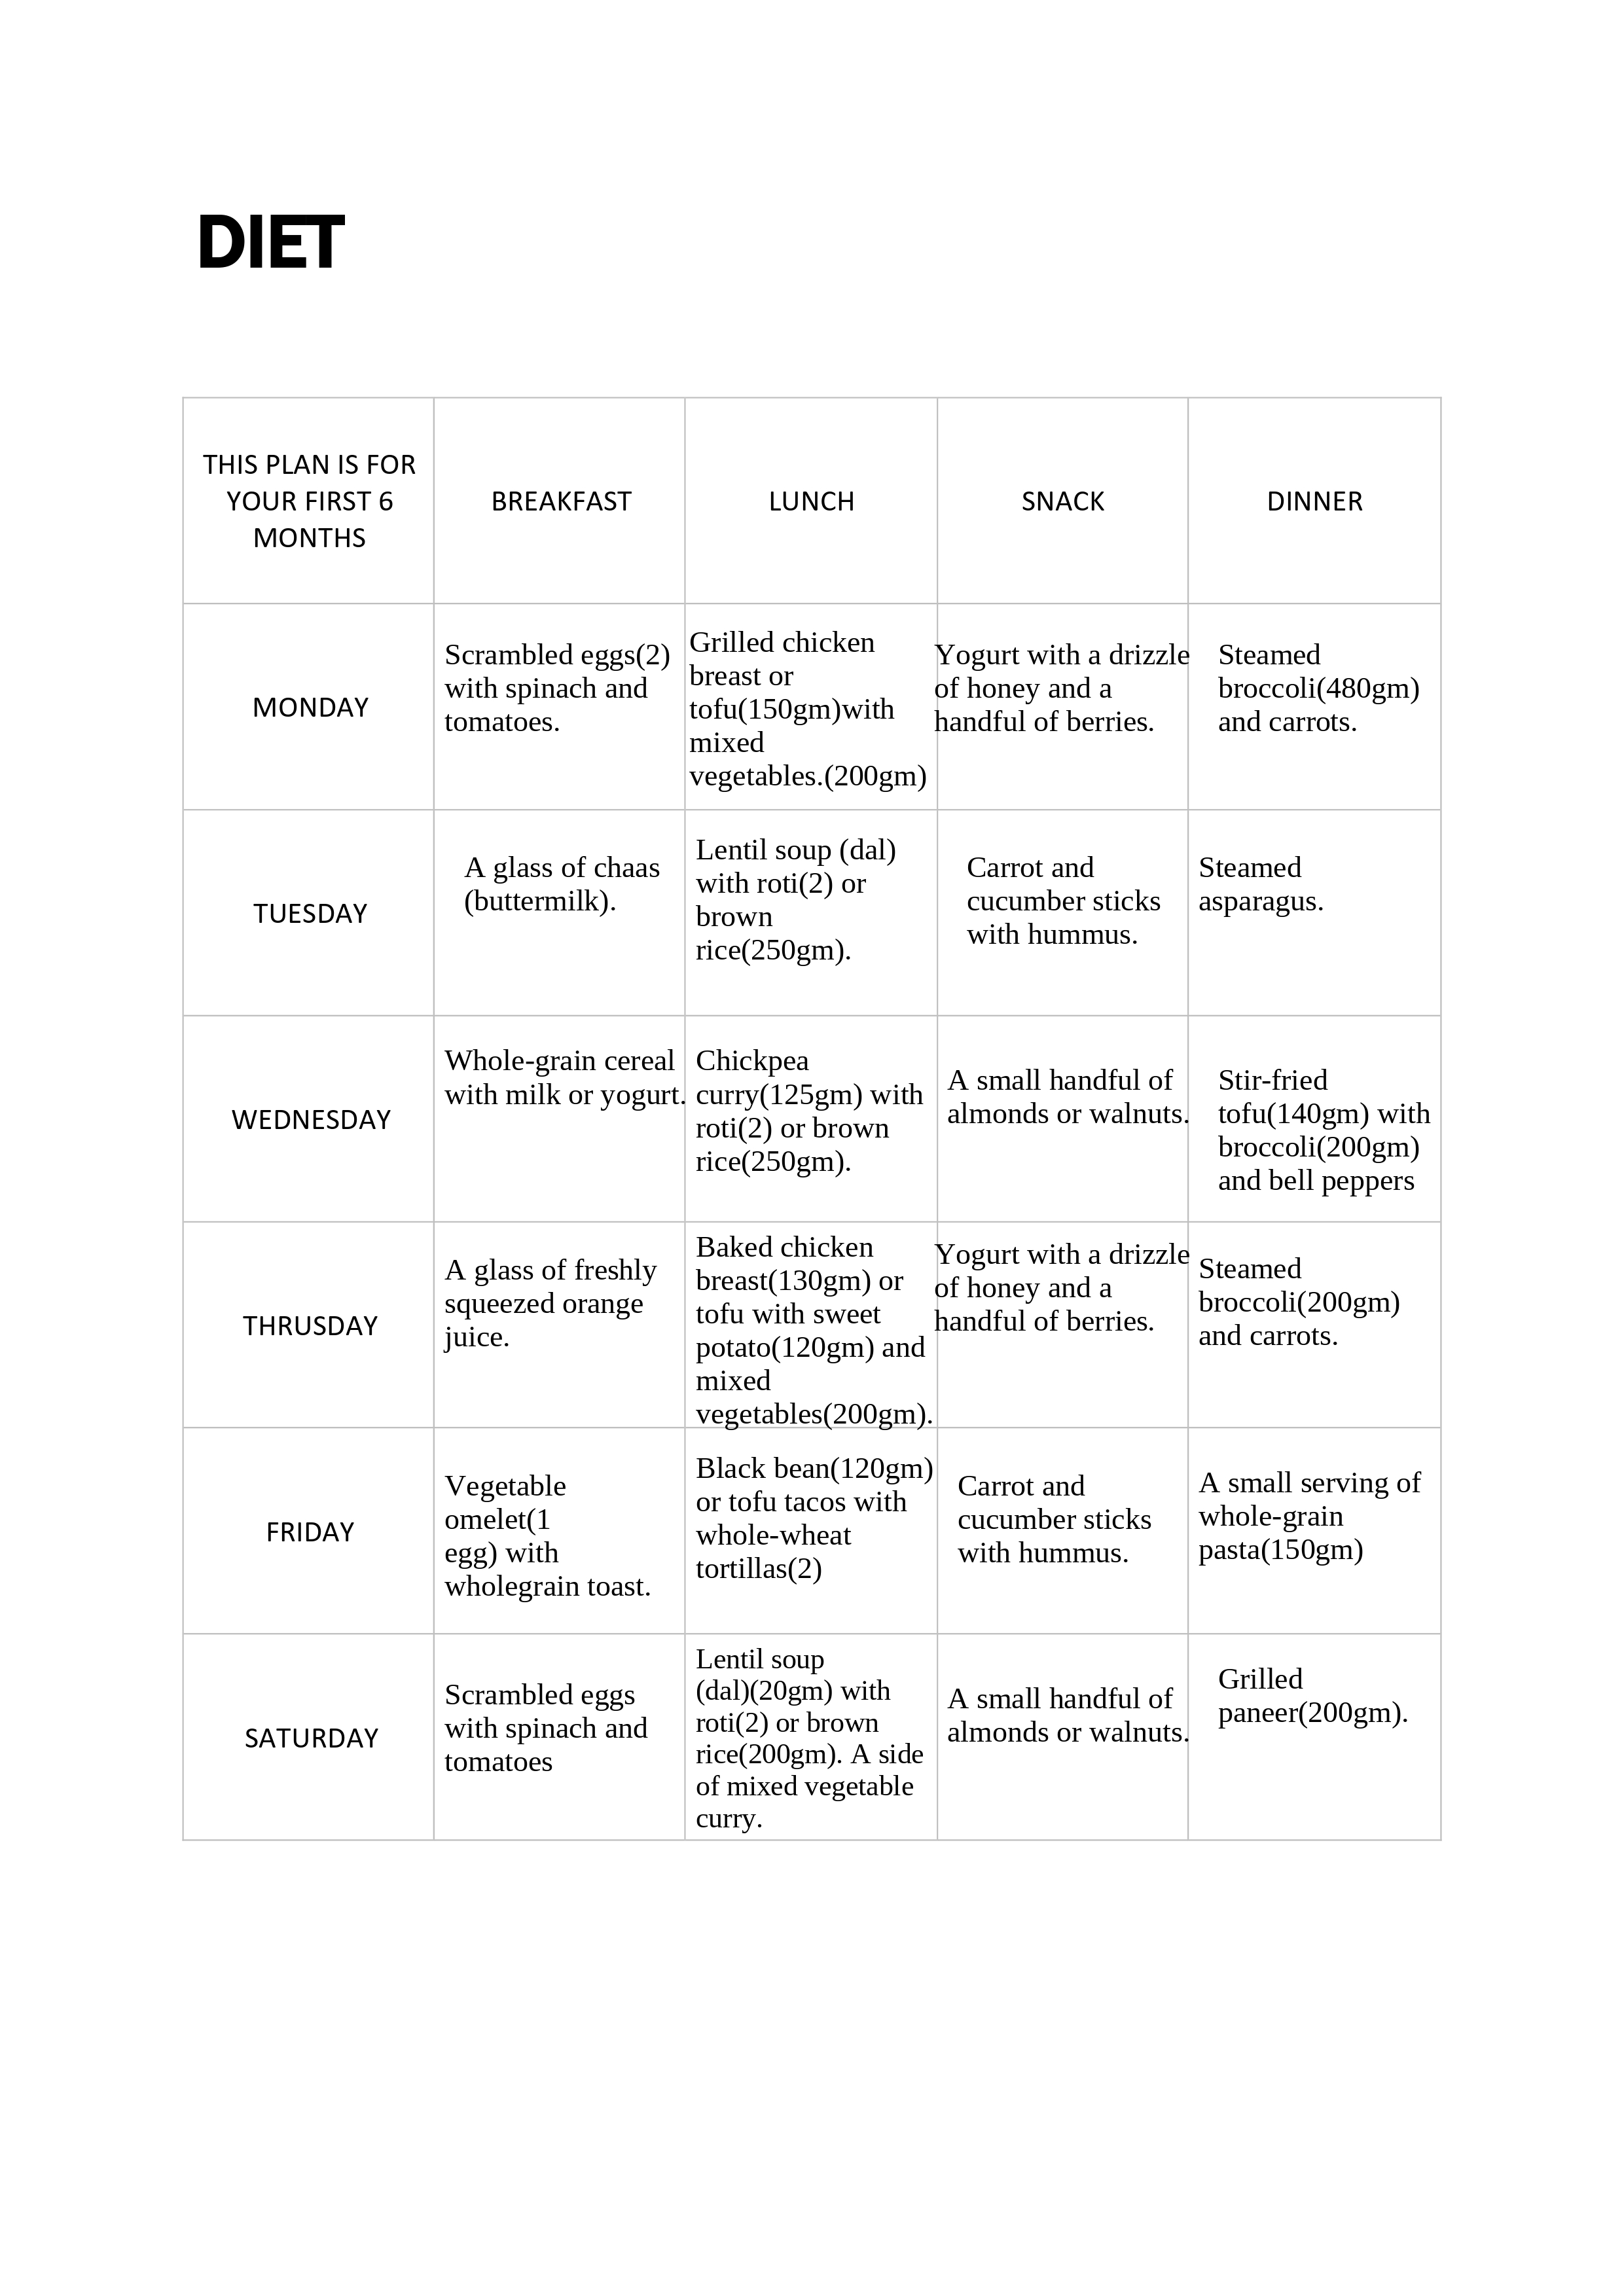 DIET
THIS PLAN IS FOR
YOUR FIRST 6
MONTHS
BREAKFAST
LUNCH
SNACK
DINNER
MONDAY
Scrambled eggs(2)
with spinach and
tomatoes.
Grilled chicken
breast or
tofu(150gm)with
mixed
vegetables.(200gm)
Yogurt with a drizzle
of honey and a
handful of berries.
Steamed
broccoli(480gm)
and carrots.
TUESDAY
A glass of chaas
(buttermilk).
Lentil soup (dal)
with roti(2) or
brown
rice(250gm).
Carrot and
cucumber sticks
with hummus.
Steamed
asparagus.
WEDNESDAY
Whole-grain cereal
with milk or yogurt.
Chickpea
curry(125gm) with
roti(2) or brown
rice(250gm).
A small handful of
almonds or walnuts.
Stir-fried
tofu(140gm) with
broccoli(200gm)
and bell peppers
THRUSDAY
A glass of freshly
squeezed orange
juice.
Baked chicken
breast(130gm) or
tofu with sweet
potato(120gm) and
mixed
vegetables(200gm).
Yogurt with a drizzle
of honey and a
handful of berries.
Steamed
broccoli(200gm)
and carrots.
FRIDAY
Vegetable
omelet(1
egg) with
wholegrain toast.
Black bean(120gm)
or tofu tacos with
whole-wheat
tortillas(2)
Carrot and
cucumber sticks
with hummus.
A small serving of
whole-grain
pasta(150gm)
SATURDAY
Scrambled eggs
with spinach and
tomatoes
Lentil soup
(dal)(20gm) with
roti(2) or brown
rice(200gm). A side
of mixed vegetable
curry.
A small handful of
almonds or walnuts.
Grilled
paneer(200gm).